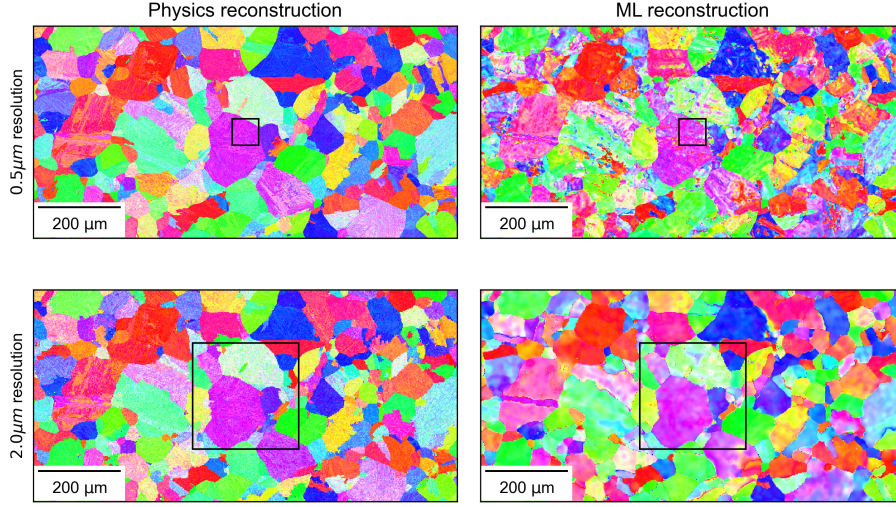 Physics reconstruction
ML reconstruction
0.5μm resolution
200 μm
200 μm
2.0μm resolution
200 μm
200 μm